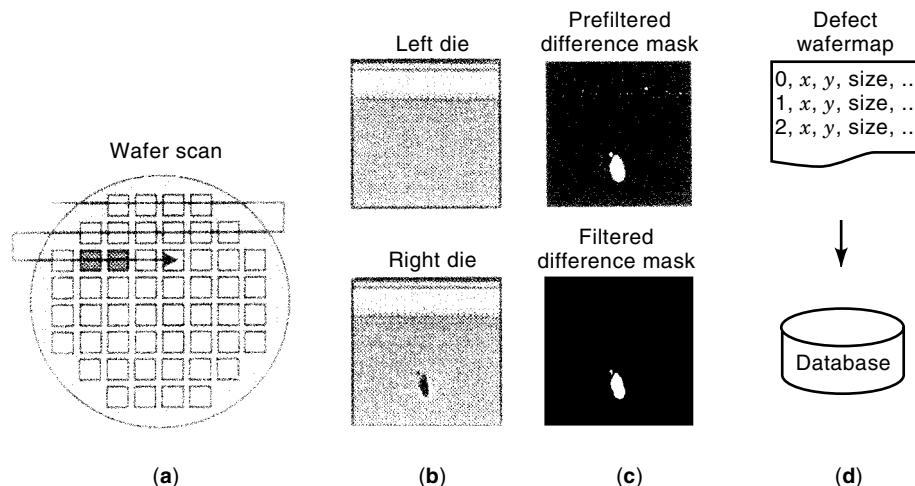 Wafer scan
(a)
Left die
Right die
(b)
Prefiltered
difference mask
Filtered
difference mask
(c)
Defect
wafermap
0, x, y, size, ...
1, x, y, size, ...
2, x, y, size, ...
Database
(d)